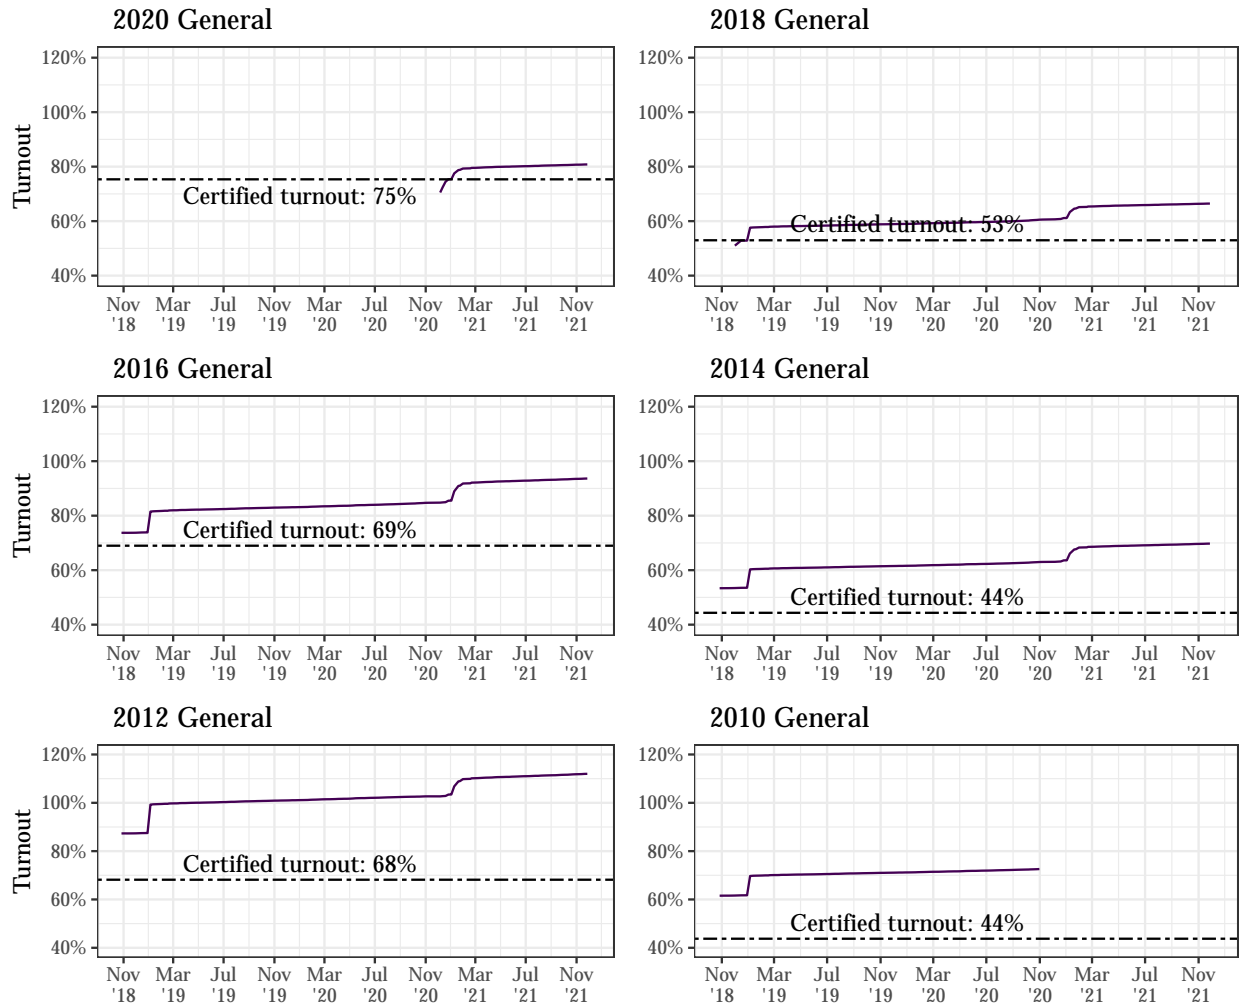 2020 General
2018 General
Turnout
120%
100%
80%
60%
40%
Certified turnout: 75%
Nov Mar Jul Nov Mar Jul Nov Mar Jul Nov
'18 '19 '19 '19 '20 '20 '20 '21 '21 '21
120%
100%
80%
60%
40%
Certified turnout: 53%
Nov Mar Jul Nov Mar Jul Nov Mar Jul Nov
'18 '19 '19 '19 '20 '20 '20 '21 '21 '21
2016 General
2014 General
Turnout
120%
100%
80%
60%
40%
Certified turnout: 69%
Nov Mar Jul Nov Mar Jul Nov Mar Jul Nov
'18 '19 '19 '19 '20 '20 '20 '21 '21 '21
120%
100%
80%
60%
40%
Certified turnout: 44%
Nov Mar Jul Nov Mar Jul Nov Mar Jul Nov
'18 '19 '19 '19 '20 '20 '20 '21 '21 '21
2012 General
2010 General
Turnout
120%
100%
80%
60%
40%
Certified turnout: 68%
Nov Mar Jul Nov Mar Jul Nov Mar Jul Nov
'18 '19 '19 '19 '20 '20 '20 '21 '21 '21
120%
100%
80%
60%
40%
Certified turnout: 44%
Nov Mar Jul Nov Mar Jul Nov Mar Jul Nov
'18 '19 '19 '19 '20 '20 '20 '21 '21 '21